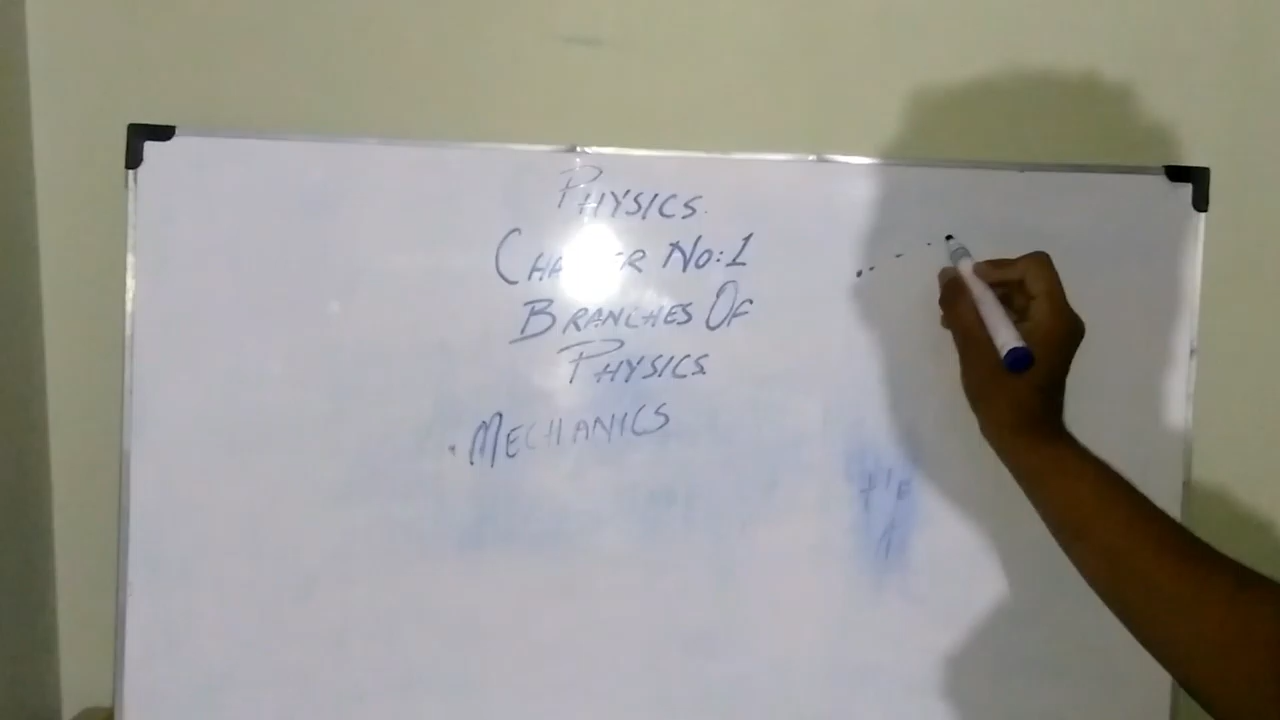 PHYSICS.
CHAPTER No:1
BRANCHES OF
PHYSICS.
. MECHANICS